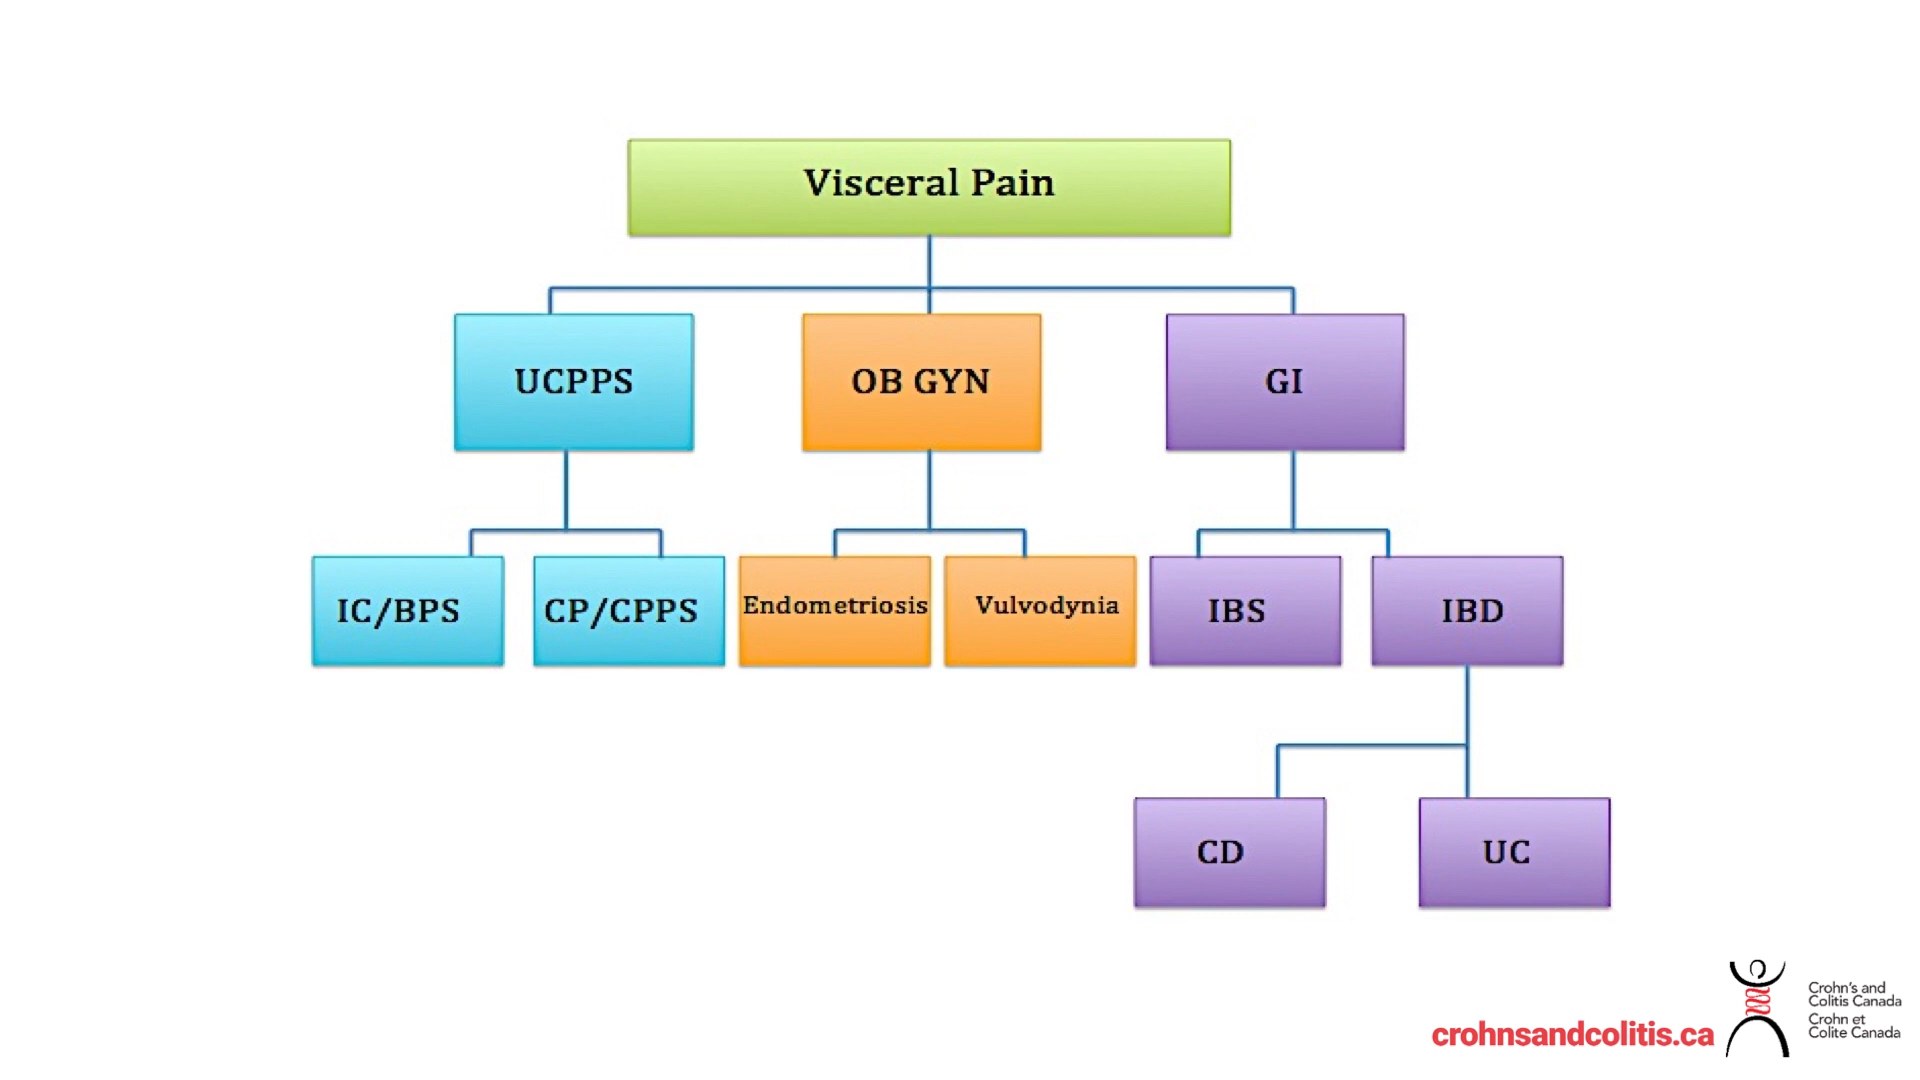 Visceral Pain
UCPPS
OB GYN
GI
IC/BPS
CP/CPPS
Endometriosis
Vulvodynia
IBS
IBD
CD
UC
crohnsandcolitis.ca
Crohn's and
Colitis Canada
Crohn et
Colite Canada